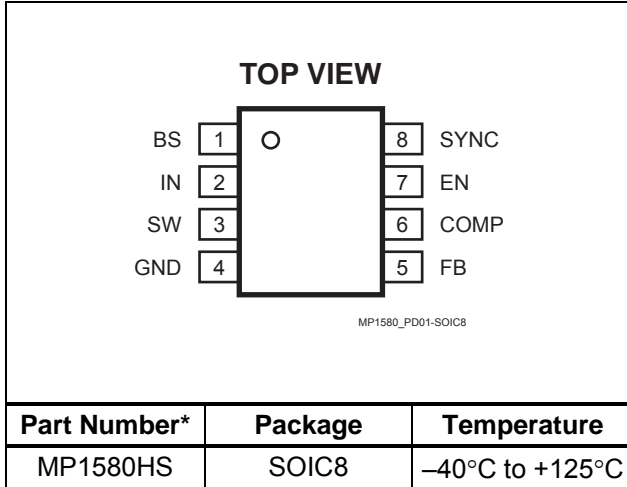 TOP VIEW
BS 1 8 SYNC
IN 2 7 EN
SW 3 6 COMP
GND 4 5 FB
MP1580_PD01-SOIC8
Part Number* Package Temperature
MP1580HS SOIC8 –40°C to +125°C